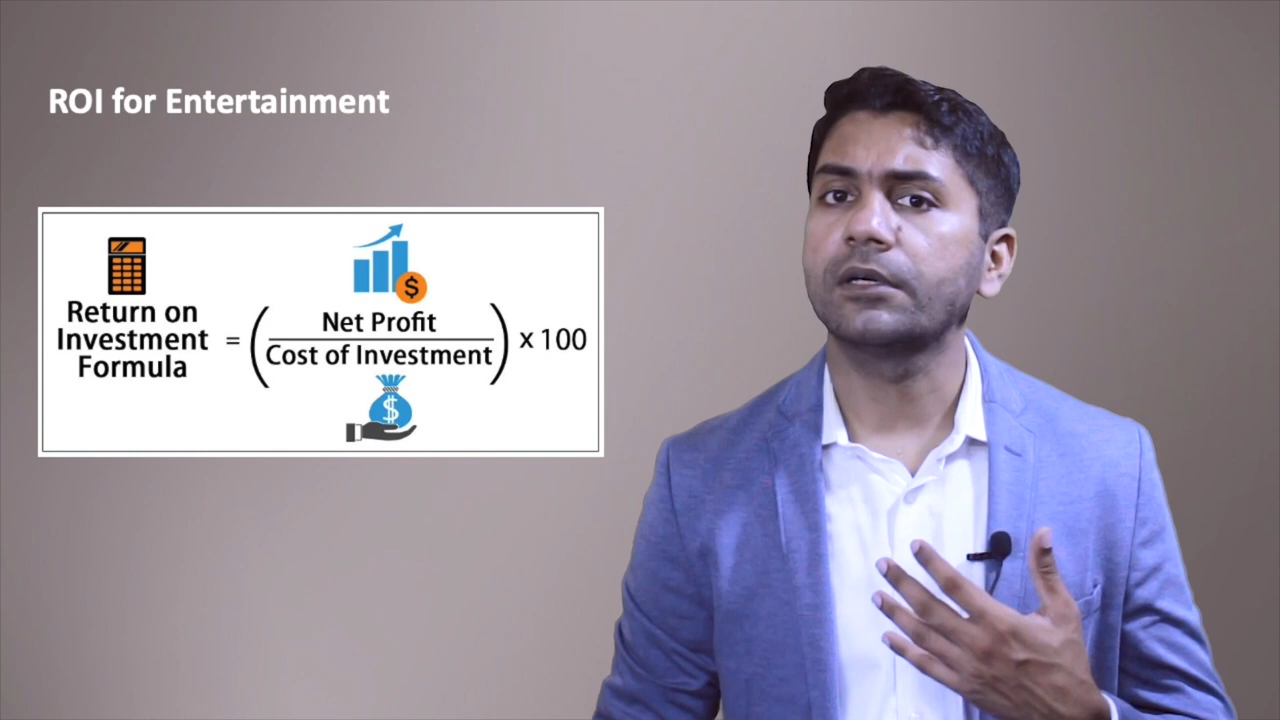 ROI for Entertainment
Return on
Investment
Formula
= ( Net Profit
Cost of Investment ) x 100
$
$